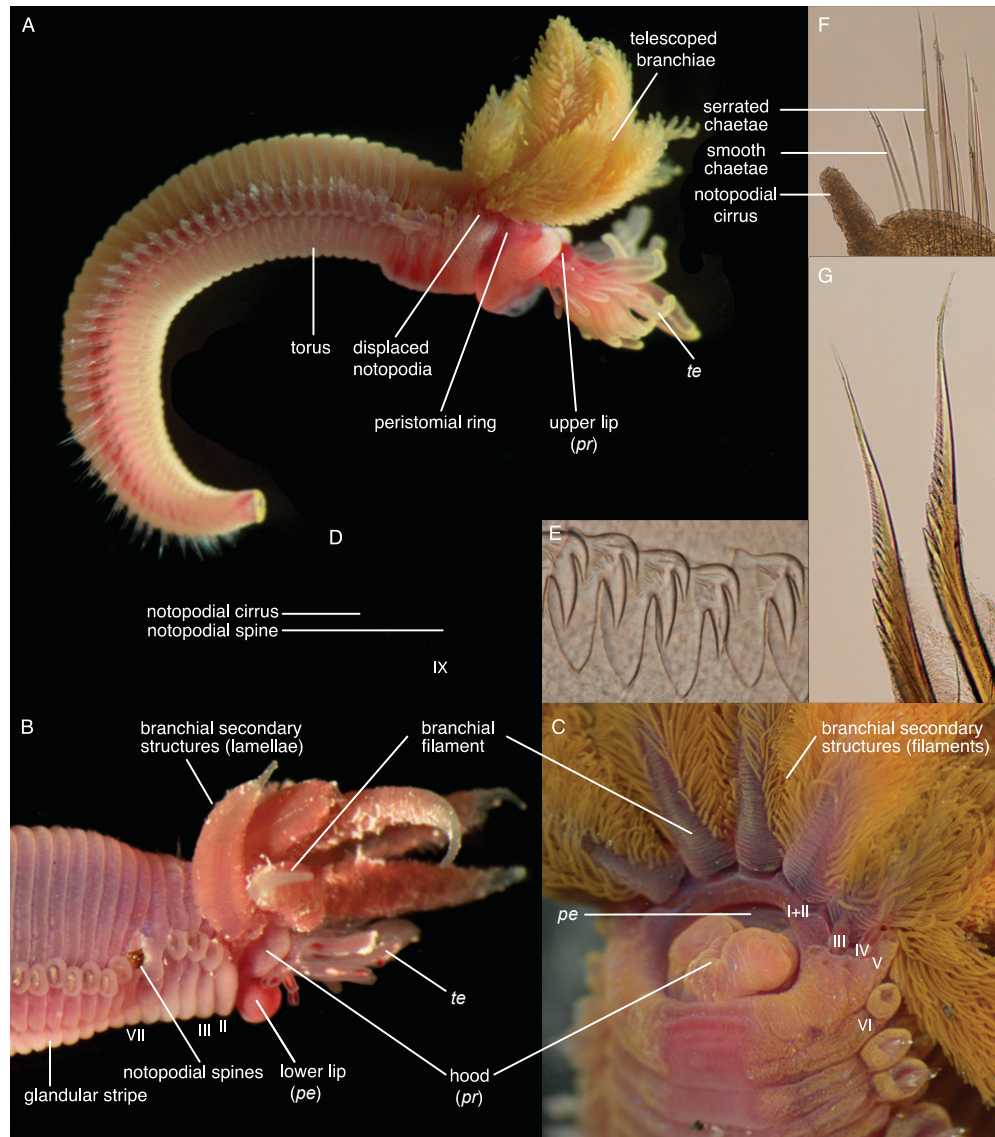 A
telescoped
branchiae
torus
displaced
notopodia
peristomial ring
upper lip
(pr)
te
F
serrated
chaetae
smooth
chaetae
notopodial
cirrus
G
D
notopodial cirrus
notopodial spine
IX
E
B
branchial secondary
structures (lamellae)
branchial
filament
te
VII
III
II
glandular stripe
notopodial spines
lower lip
(pe)
hood
(pr)
C
branchial secondary
structures (filaments)
pe
I+II
III
IV
V
VI